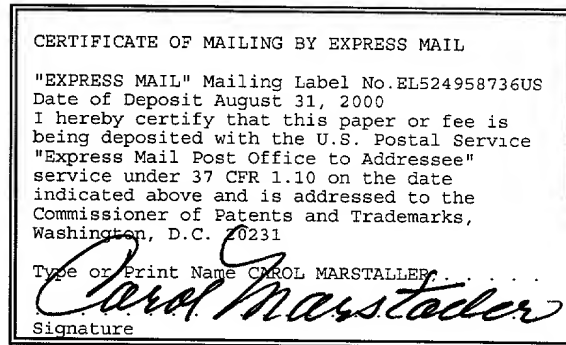 CERTIFICATE OF MAILING BY EXPRESS MAIL
"EXPRESS MAIL" Mailing Label No.EL524958736US
Date of Deposit August 31, 2000
I hereby certify that this paper or fee is
being deposited with the U.S. Postal Service
"Express Mail Post Office to Addressee"
service under 37 CFR 1.10 on the date
indicated above and is addressed to the
Commissioner of Patents and Trademarks,
Washington, D.C. 20231
Type or Print Name CAROL MARSTALLER. . . . . .
Carol Marstaller
Signature